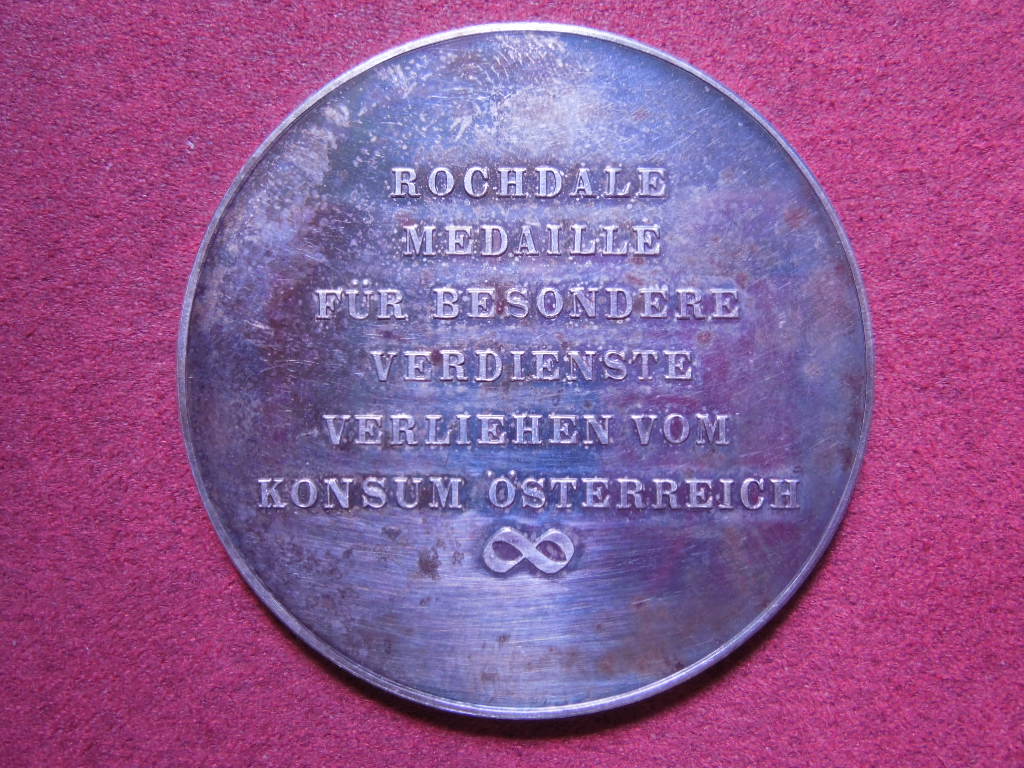 ROCHDALE
MEDAILLE
FÜR BESONDERE
VERDIENSTE
VERLIEHEN VOM
KONSUM ÖSTERREICH